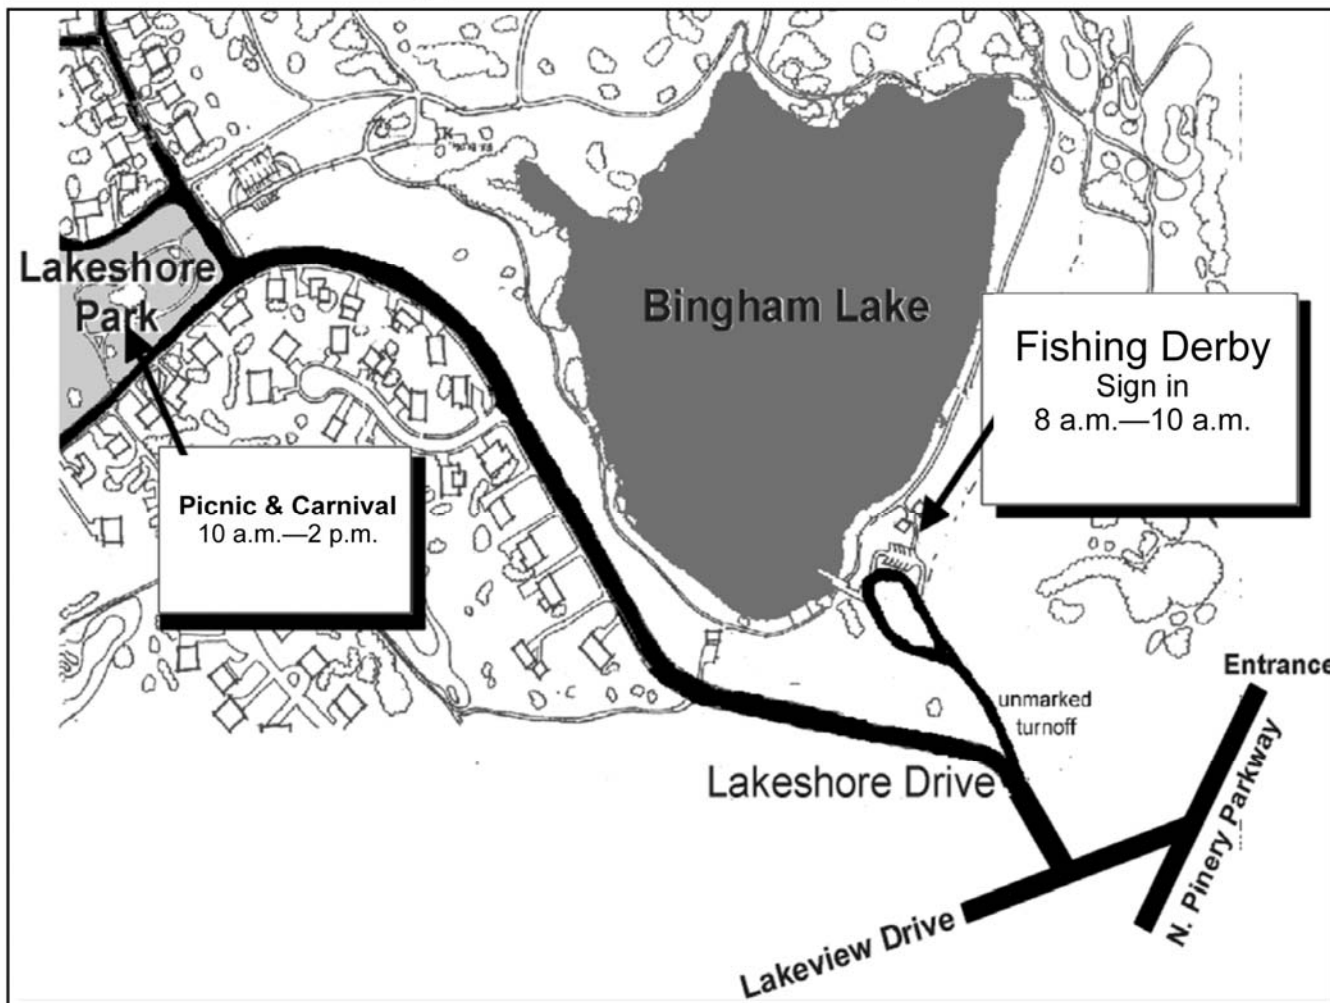 Lakeshore
Park
Bingham Lake
Fishing Derby
Sign in
8 a.m.—10 a.m.
Picnic & Carnival
10 a.m.—2 p.m.
Entrance
unmarked
turnoff
Lakeshore Drive
N. Pinery Parkway
Lakeview Drive